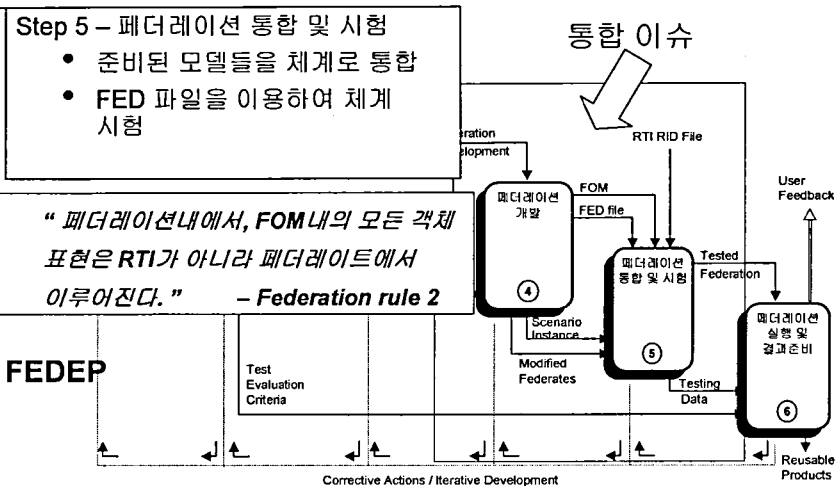 Step 5 – 페더레이션 통합 및 시험
• 준비된 모델들을 체계로 통합
• FED 파일을 이용하여 체계
시험
통합 이슈
RTI RID File
elopment
User
Feedback
“ 페더레이션내에서, FOM내의 모든 객체
표현은 RTI가 아니라 페더레이트에서
이루어진다. ” – Federation rule 2
페더레이션
개발
4
FOM
FED file
페더레이션
통합 및 시험
5
Tested
Federation
페더레이션
실행 및
결과준비
6
Scenario
Instance
Modified
Federates
Testing
Data
FEDEP
Test
Evaluation
Criteria
Reusable
Products
Corrective Actions / Iterative Development